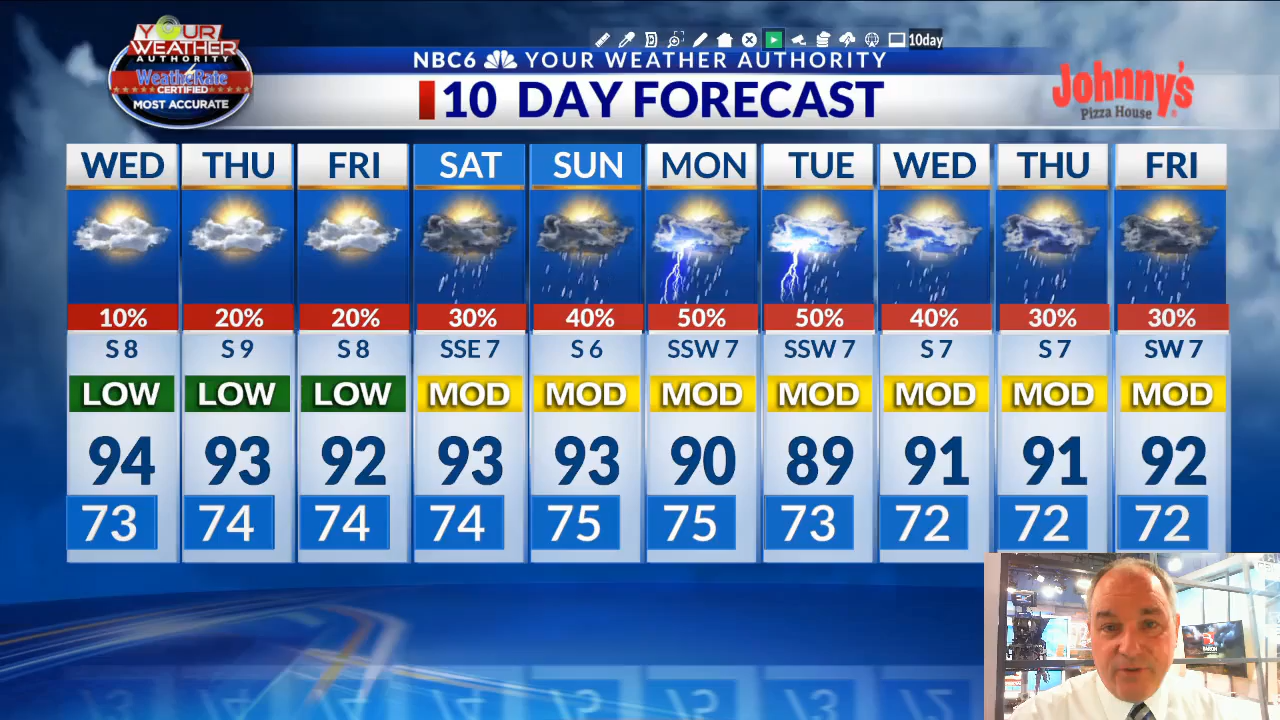 YOUR
WEATHER
AUTHORITY
WeatheRate
CERTIFIED
MOST ACCURATE
10day
NBC6 YOUR WEATHER AUTHORITY
10 DAY FORECAST
Johnny's
Pizza House
WED THU FRI SAT SUN MON TUE WED THU FRI
10% 20% 20% 30% 40% 50% 50% 40% 30% 30%
S 8 S 9 S 8 SSE 7 S 6 SSW 7 SSW 7 S 7 S 7 SW 7
LOW LOW LOW MOD MOD MOD MOD MOD MOD MOD
94 93 92 93 93 90 89 91 91 92
73 74 74 74 75 75 73 72 72 72
BARON